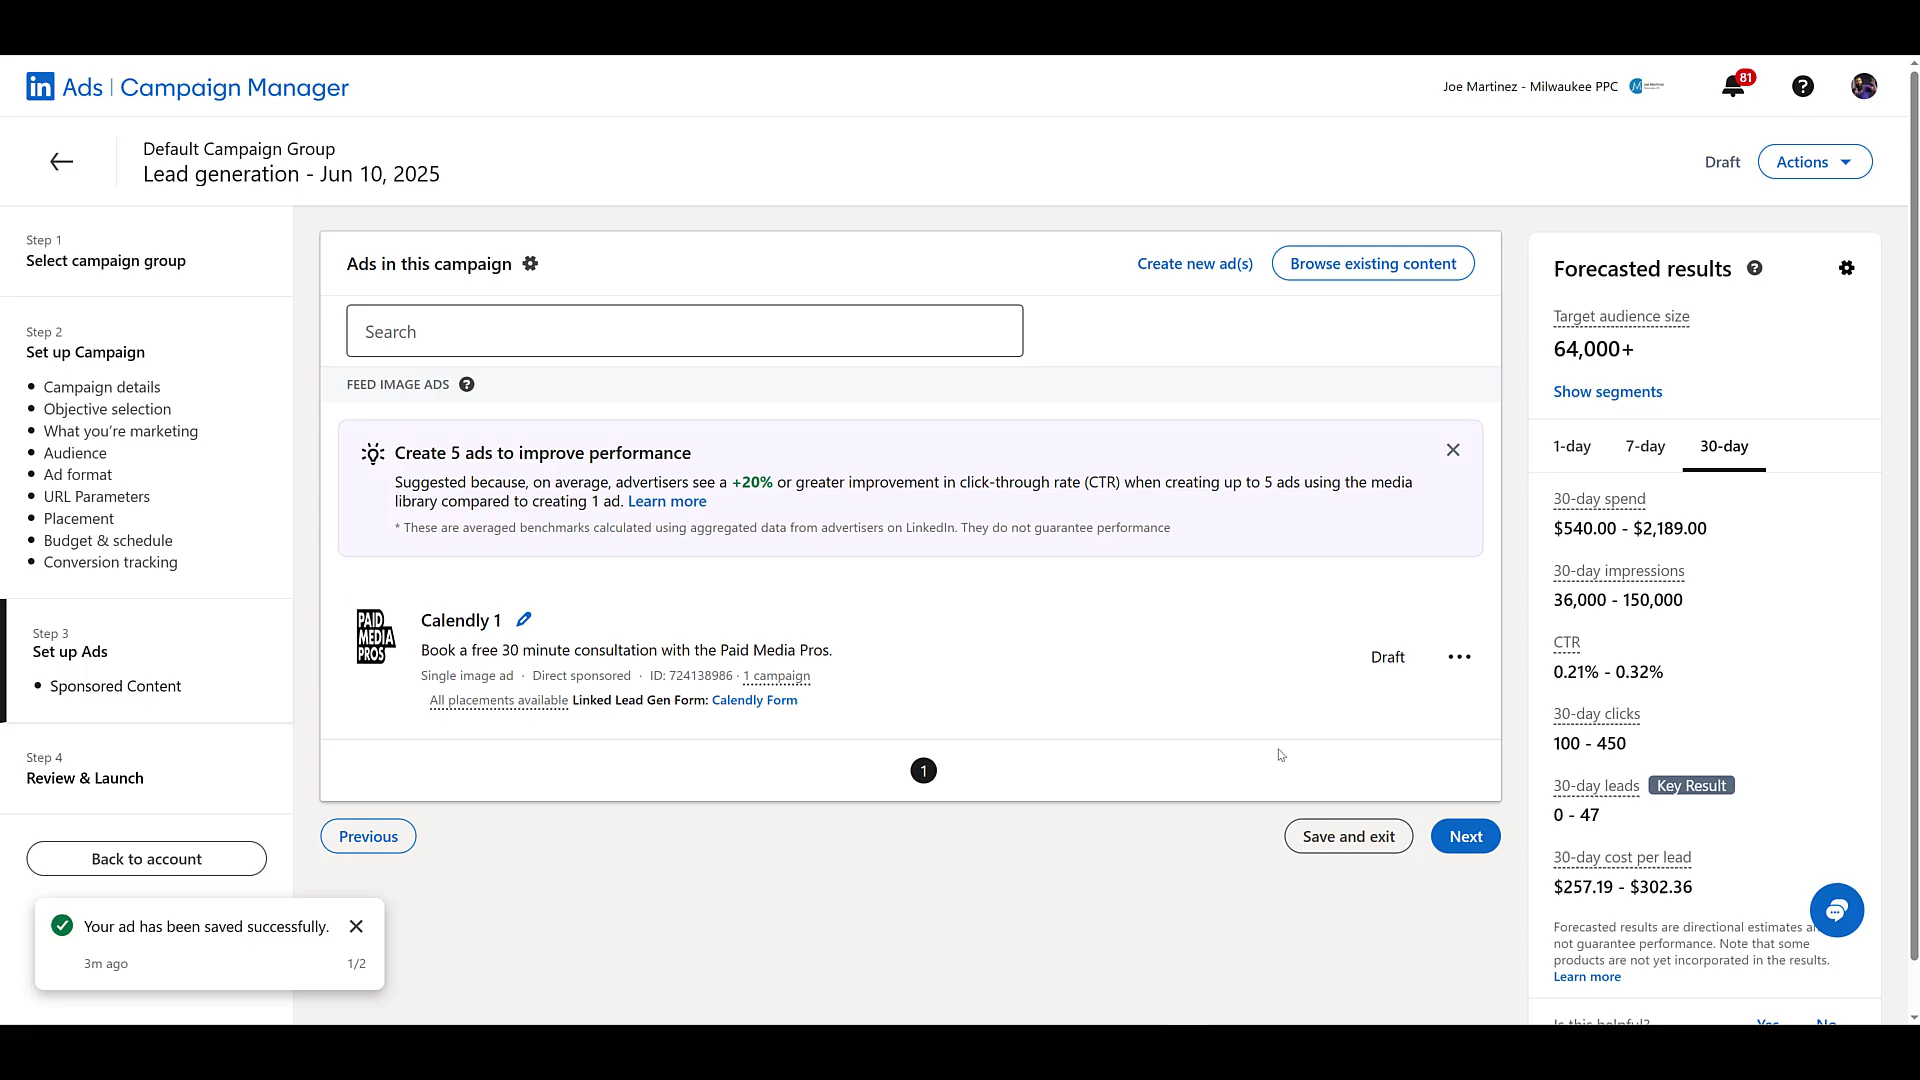 in Ads | Campaign Manager
Joe Martinez - Milwaukee PPC
81
Default Campaign Group
Lead generation - Jun 10, 2025
Draft
Actions
Step 1
Select campaign group
Step 2
Set up Campaign
• Campaign details
• Objective selection
• What you're marketing
• Audience
• Ad format
• URL Parameters
• Placement
• Budget & schedule
• Conversion tracking
Step 3
Set up Ads
• Sponsored Content
Step 4
Review & Launch
Back to account
Your ad has been saved successfully.
3m ago
1/2
Ads in this campaign
Create new ad(s)
Browse existing content
Search
FEED IMAGE ADS
Create 5 ads to improve performance
Suggested because, on average, advertisers see a +20% or greater improvement in click-through rate (CTR) when creating up to 5 ads using the media
library compared to creating 1 ad. Learn more
* These are averaged benchmarks calculated using aggregated data from advertisers on LinkedIn. They do not guarantee performance
PAID
MEDIA
PROS
Calendly 1
Book a free 30 minute consultation with the Paid Media Pros.
Single image ad · Direct sponsored · ID: 724138986 · 1 campaign
All placements available Linked Lead Gen Form: Calendly Form
Draft
1
Previous
Save and exit
Next
Forecasted results
Target audience size
64,000+
Show segments
1-day
7-day
30-day
30-day spend
$540.00 - $2,189.00
30-day impressions
36,000 - 150,000
CTR
0.21% - 0.32%
30-day clicks
100 - 450
30-day leads
Key Result
0 - 47
30-day cost per lead
$257.19 - $302.36
Forecasted results are directional estimates
not guarantee performance. Note that some
products are not yet incorporated in the results.
Learn more
Is this helpful?
Yes
No